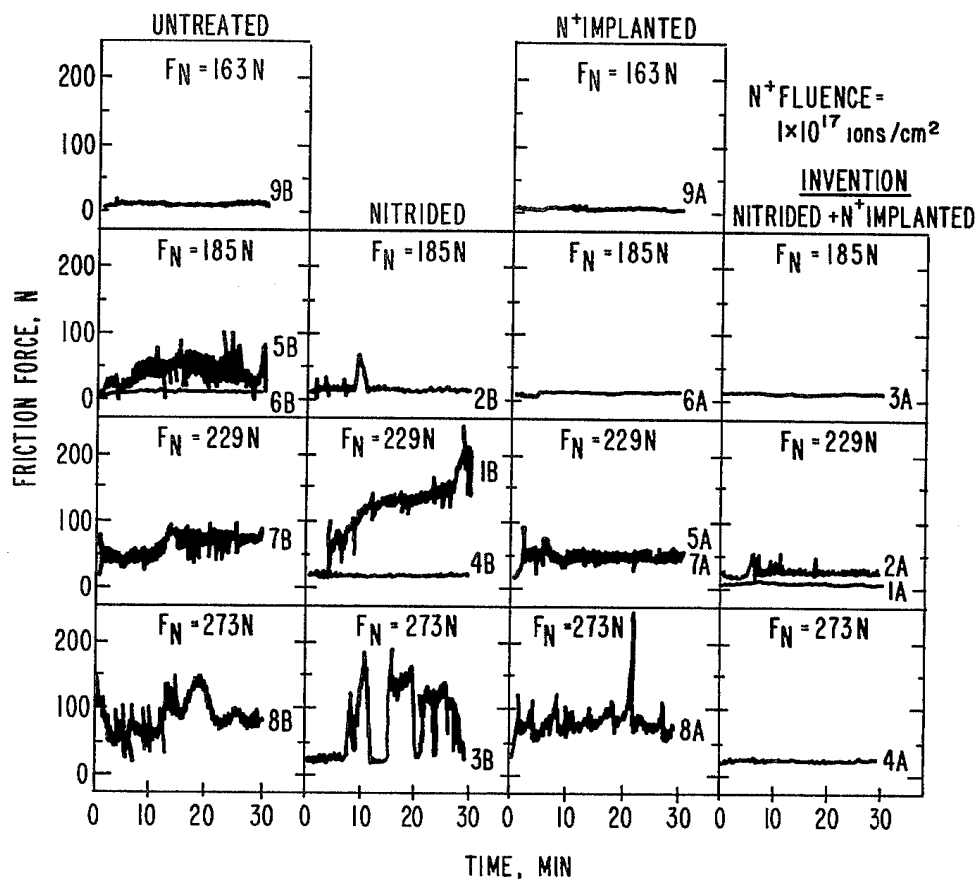 UNTREATED
N+ IMPLANTED
FN = 163N
FN = 163N
N+ FLUENCE =
1×10^17 ions/cm2
INVENTION
NITRIDED
NITRIDED + N+ IMPLANTED
200
100
0
9B
9A
FN = 185N
FN = 185N
FN = 185N
FN = 185N
200
100
0
5B
6B
2B
6A
3A
FN = 229N
FN = 229N
FN = 229N
FN = 229N
200
100
0
7B
1B
4B
5A
7A
2A
1A
FN = 273N
FN = 273N
FN = 273N
FN = 273N
200
100
0
8B
3B
8A
4A
0 10 20 30 0 10 20 30 0 10 20 30 0 10 20 30
FRICTION FORCE, N
TIME, MIN